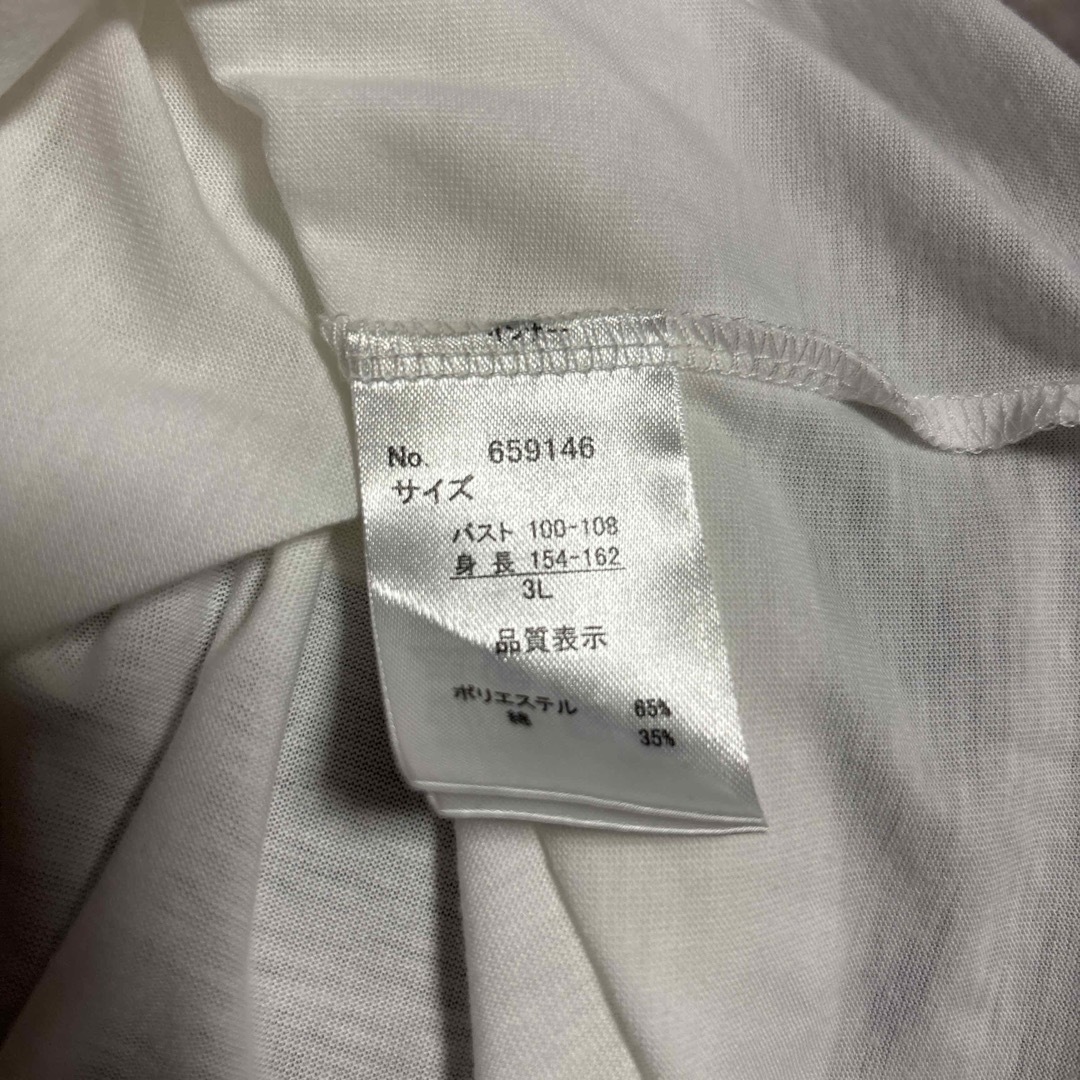 インナー
No. 659146
サイズ
バスト 100-108
身長 154-162
3L
品質表示
ポリエステル 65%
綿 35%